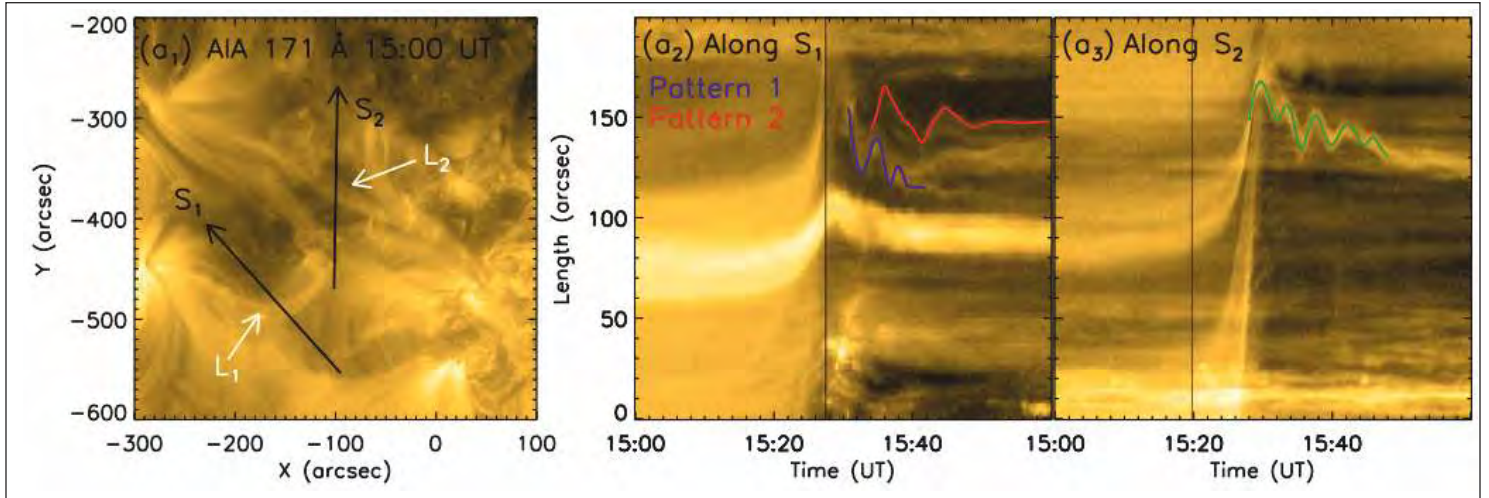 (a₁) AIA 171 Å 15:00 UT
S₂
L₂
S₁
L₁
-200
-300
-400
-500
-600
Y (arcsec)
-300 -200 -100 0 100
X (arcsec)
(a₂) Along S₁
Pattern 1
Pattern 2
150
100
50
0
Length (arcsec)
15:00 15:20 15:40
Time (UT)
(a₃) Along S₂
15:00 15:20 15:40
Time (UT)